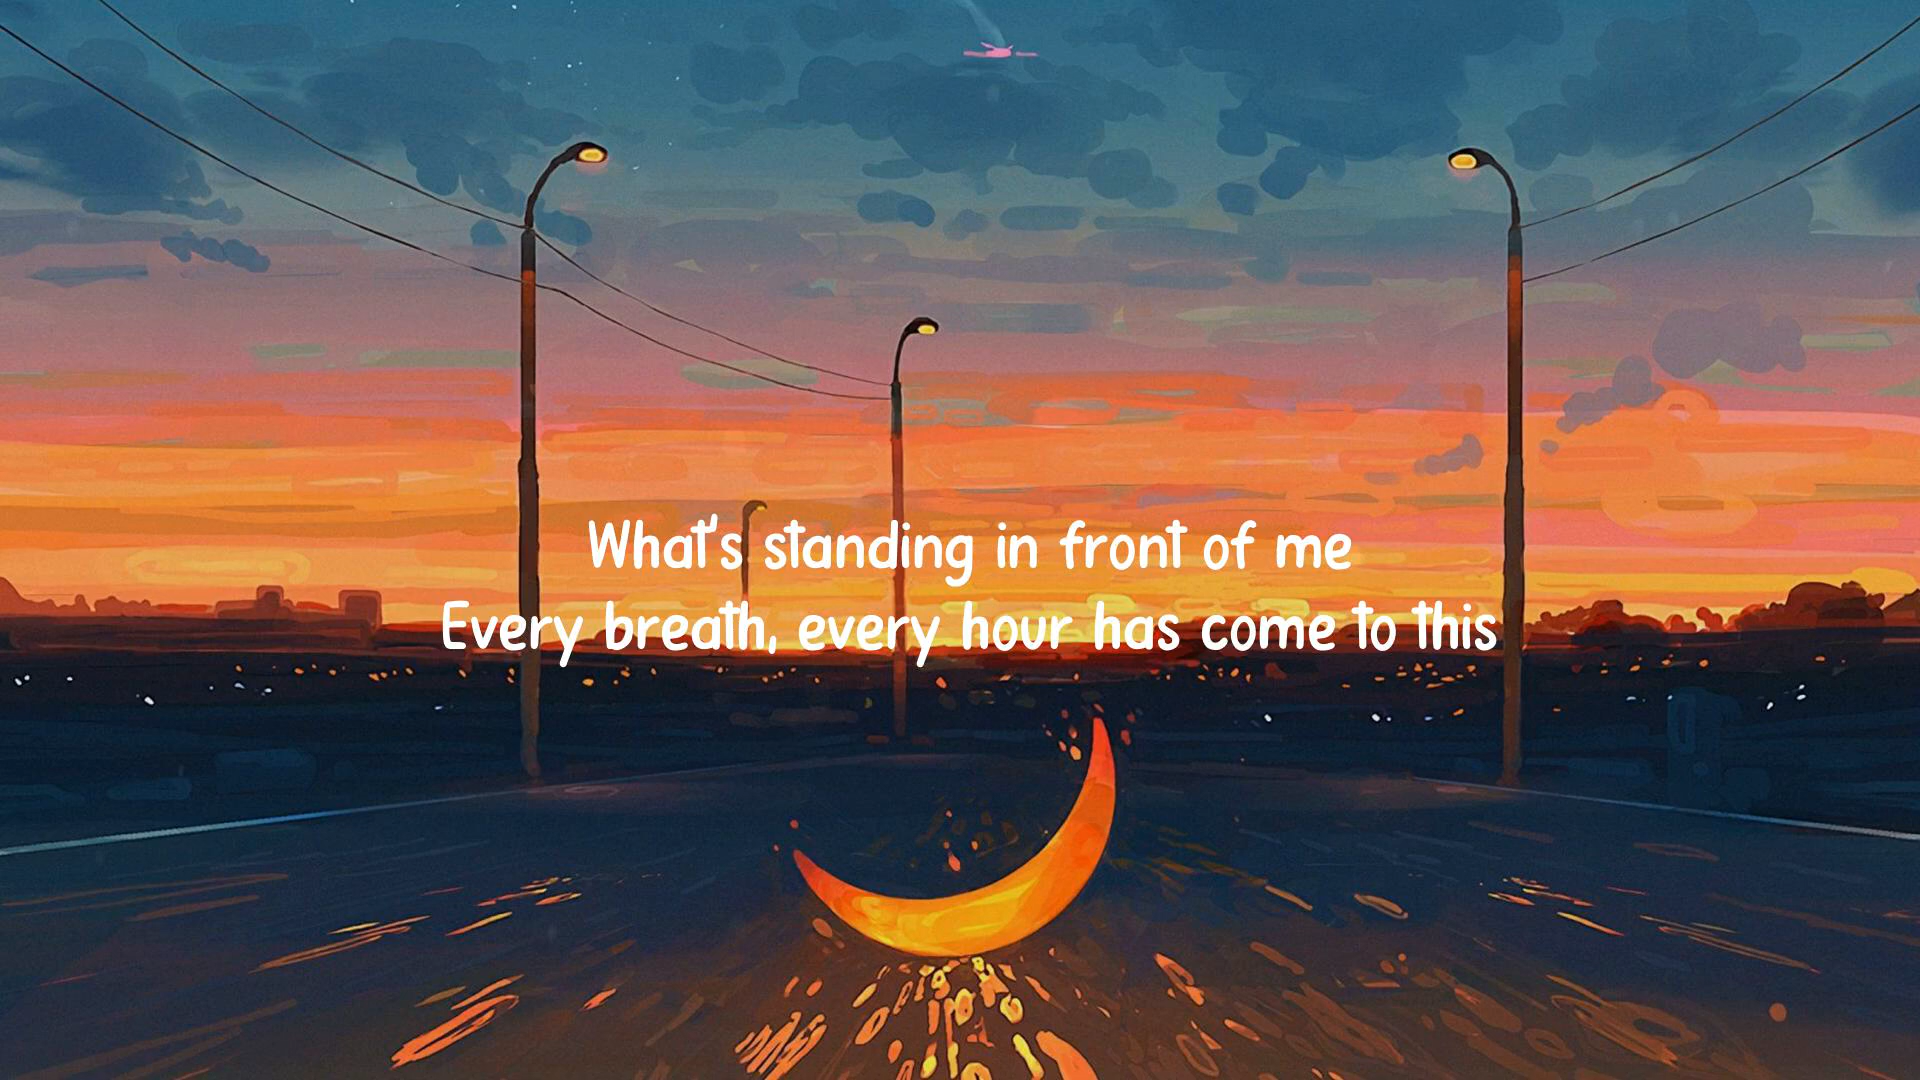 What's standing in front of me
Every breath, every hour has come to this